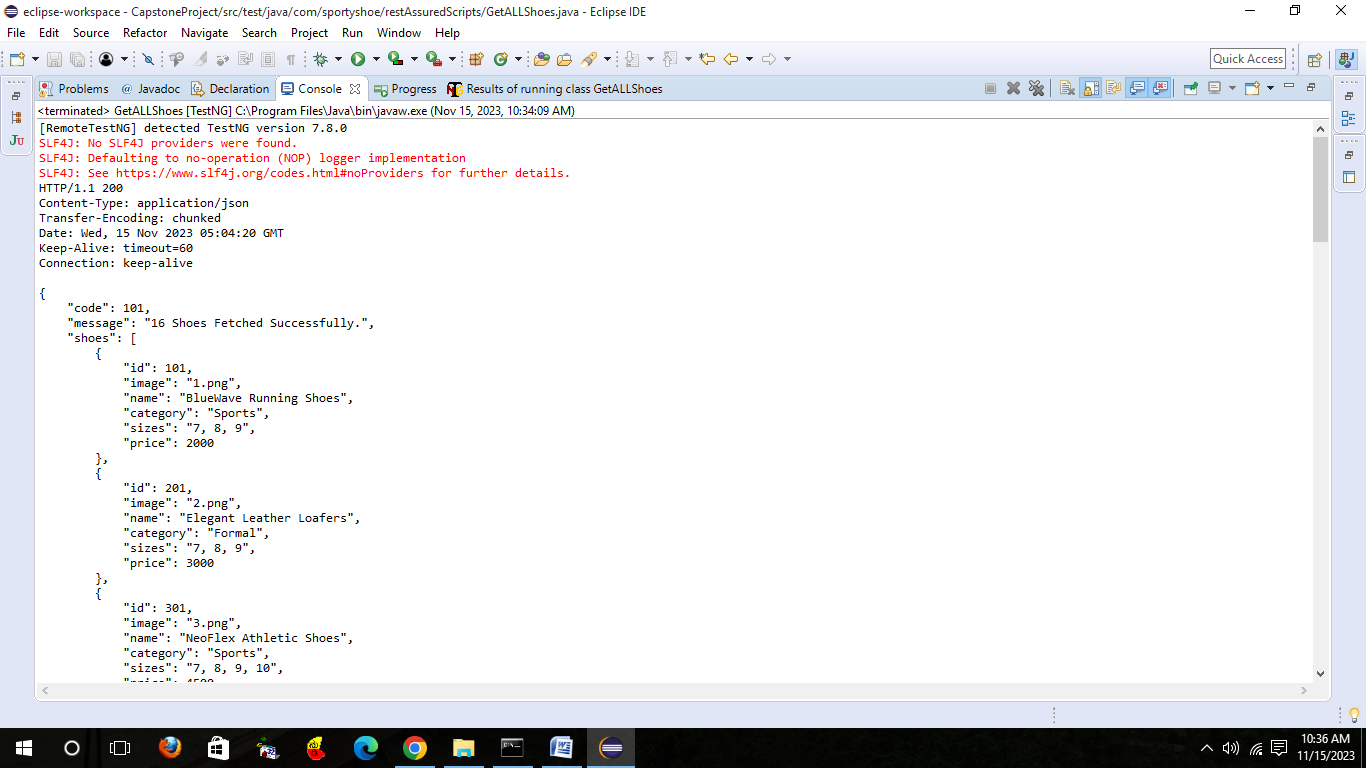 eclipse-workspace - CapstoneProject/src/test/java/com/sportyshoe/restAssuredScripts/GetALLShoes.java - Eclipse IDE
File Edit Source Refactor Navigate Search Project Run Window Help
Quick Access
Problems @ Javadoc Declaration Console Progress Results of running class GetALLShoes
<terminated> GetALLShoes [TestNG] C:\Program Files\Java\bin\javaw.exe (Nov 15, 2023, 10:34:09 AM)
[RemoteTestNG] detected TestNG version 7.8.0
SLF4J: No SLF4J providers were found.
SLF4J: Defaulting to no-operation (NOP) logger implementation
SLF4J: See https://www.slf4j.org/codes.html#noProviders for further details.
HTTP/1.1 200
Content-Type: application/json
Transfer-Encoding: chunked
Date: Wed, 15 Nov 2023 05:04:20 GMT
Keep-Alive: timeout=60
Connection: keep-alive
{
"code": 101,
"message": "16 Shoes Fetched Successfully.",
"shoes": [
{
"id": 101,
"image": "1.png",
"name": "BlueWave Running Shoes",
"category": "Sports",
"sizes": "7, 8, 9",
"price": 2000
},
{
"id": 201,
"image": "2.png",
"name": "Elegant Leather Loafers",
"category": "Formal",
"sizes": "7, 8, 9",
"price": 3000
},
{
"id": 301,
"image": "3.png",
"name": "NeoFlex Athletic Shoes",
"category": "Sports",
"sizes": "7, 8, 9, 10",
10:36 AM
11/15/2023